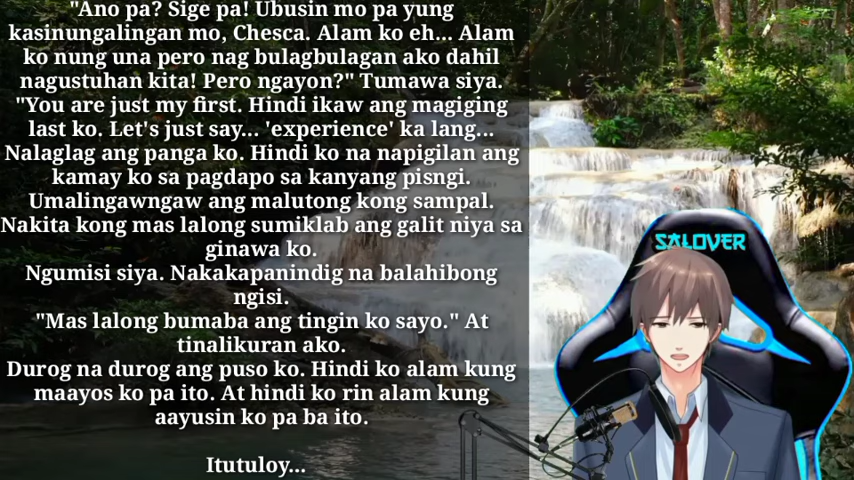 "Ano pa? Sige pa! Ubusin mo pa yung
kasinungalingan mo, Chesca. Alam ko eh... Alam
ko nung una pero nag bulagbulagan ako dahil
nagustuhan kita! Pero ngayon?" Tumawa siya.
"You are just my first. Hindi ikaw ang magiging
last ko. Let's just say... 'experience' ka lang...
Nalaglag ang panga ko. Hindi ko na napigilan ang
kamay ko sa pagdapo sa kanyang pisngi.
Umalingawngaw ang malutong kong sampal.
Nakita kong mas lalong sumiklab ang galit niya sa
ginawa ko.
Ngumisi siya. Nakakapanindig na balahibong
ngisi.
"Mas lalong bumaba ang tingin ko sayo." At
tinalikuran ako.
Durog na durog ang puso ko. Hindi ko alam kung
maayos ko pa ito. At hindi ko rin alam kung
aayusin ko pa ba ito.
Itutuloy...
SALOVER